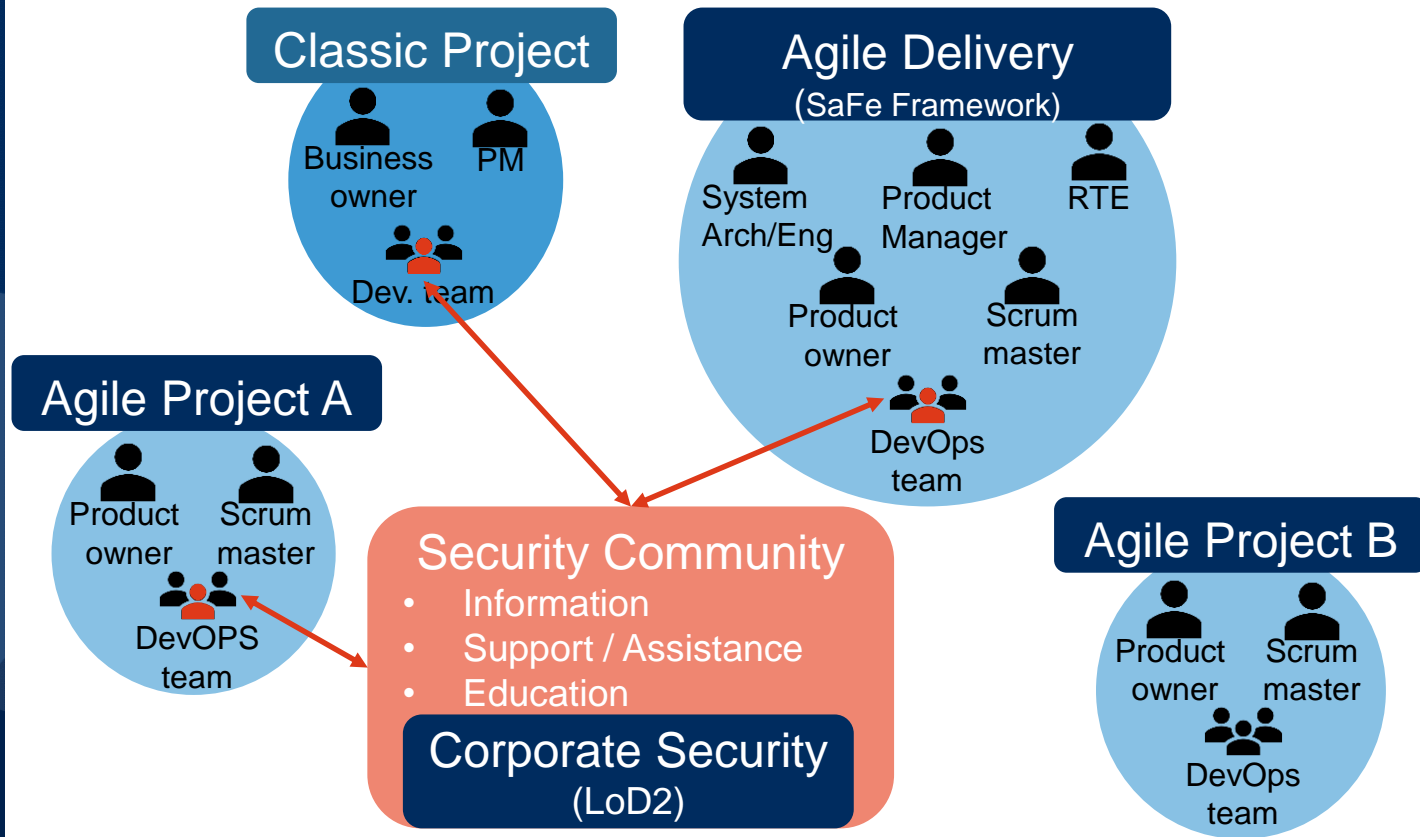 Classic Project
Business
owner
PM
Dev. team
Agile Delivery
(SaFe Framework)
System
Arch/Eng
Product
Manager
RTE
Product
owner
Scrum
master
DevOps
team
Agile Project A
Product
owner
Scrum
master
DevOPS
team
Security Community
• Information
• Support / Assistance
• Education
Corporate Security
(LoD2)
Agile Project B
Product
owner
Scrum
master
DevOps
team